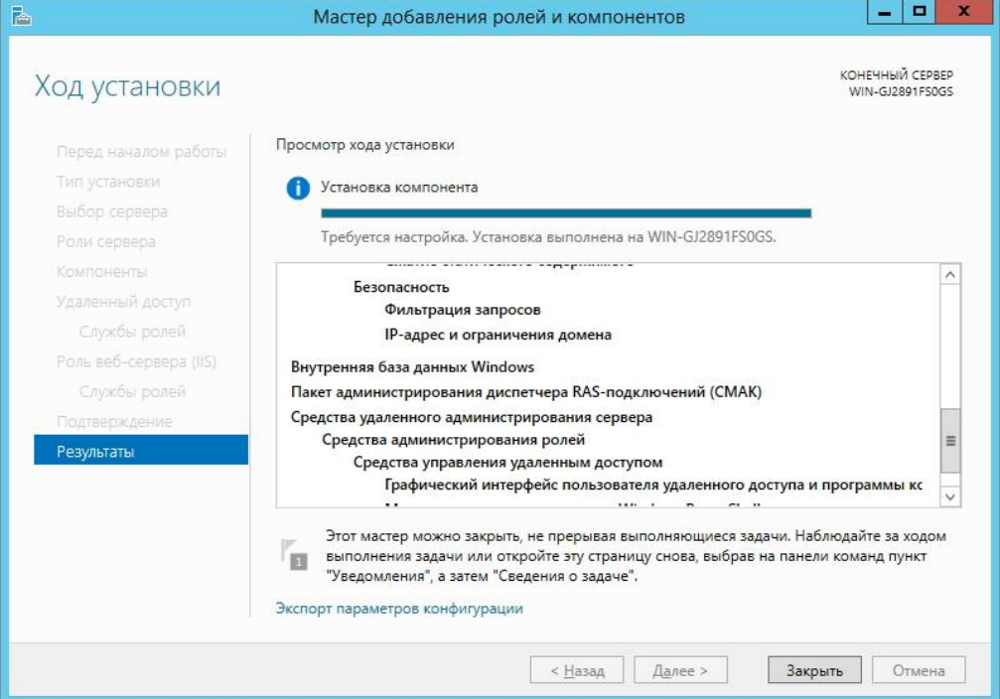 Мастер добавления ролей и компонентов
Ход установки
КОНЕЧНЫЙ СЕРВЕР
WIN-GJ2891FS0GS
Перед началом работы
Тип установки
Выбор сервера
Роли сервера
Компоненты
Удаленный доступ
Службы ролей
Роль веб-сервера (IIS)
Службы ролей
Подтверждение
Результаты
Просмотр хода установки
Установка компонента
Требуется настройка. Установка выполнена на WIN-GJ2891FS0GS.
Безопасность
Фильтрация запросов
IP-адрес и ограничения домена
Внутренняя база данных Windows
Пакет администрирования диспетчера RAS-подключений (CMAK)
Средства удаленного администрирования сервера
Средства администрирования ролей
Средства управления удаленным доступом
Графический интерфейс пользователя удаленного доступа и программы кс
1
Этот мастер можно закрыть, не прерывая выполняющиеся задачи. Наблюдайте за ходом
выполнения задачи или откройте эту страницу снова, выбрав на панели команд пункт
"Уведомления", а затем "Сведения о задаче".
Экспорт параметров конфигурации
< Назад
Далее >
Закрыть
Отмена